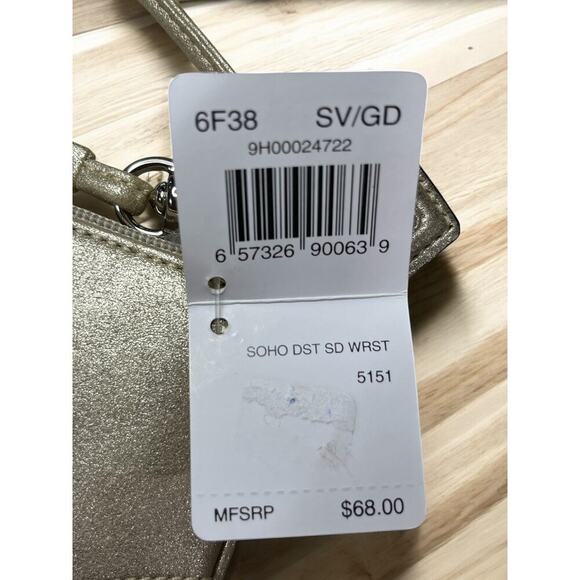 6F38 SV/GD
9H00024722
6 57326 90063 9
SOHO DST SD WRST
5151
MFSRP $68.00